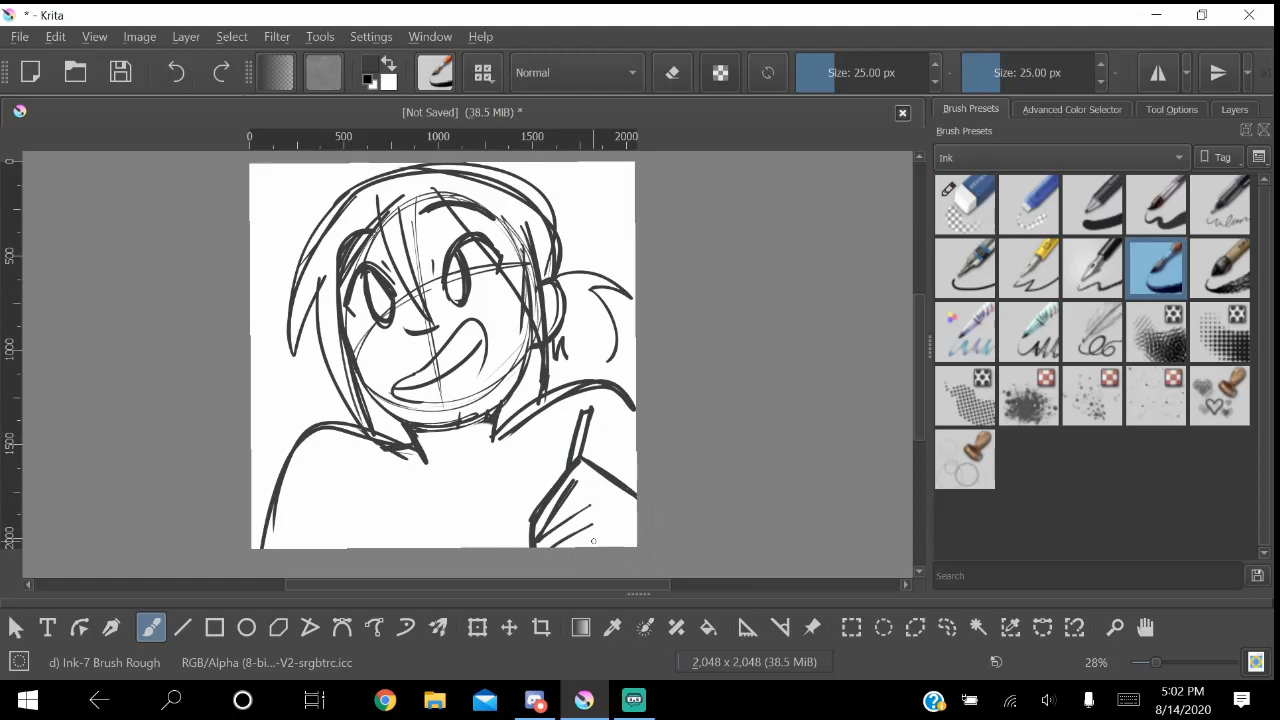 * - Krita
File Edit View Image Layer Select Filter Tools Settings Window Help
Normal Size: 25.00 px Size: 25.00 px
[Not Saved] (38.5 MiB) *
Brush Presets Advanced Color Selector Tool Options Layers
0 500 1000 1500 2000
Brush Presets
Ink Tag
0
500
1000
1500
2000
Search
d) Ink-7 Brush Rough RGB/Alpha (8-bi...-V2-srgbtrc.icc 2,048 x 2,048 (38.5 MiB) 28%
5:02 PM
8/14/2020